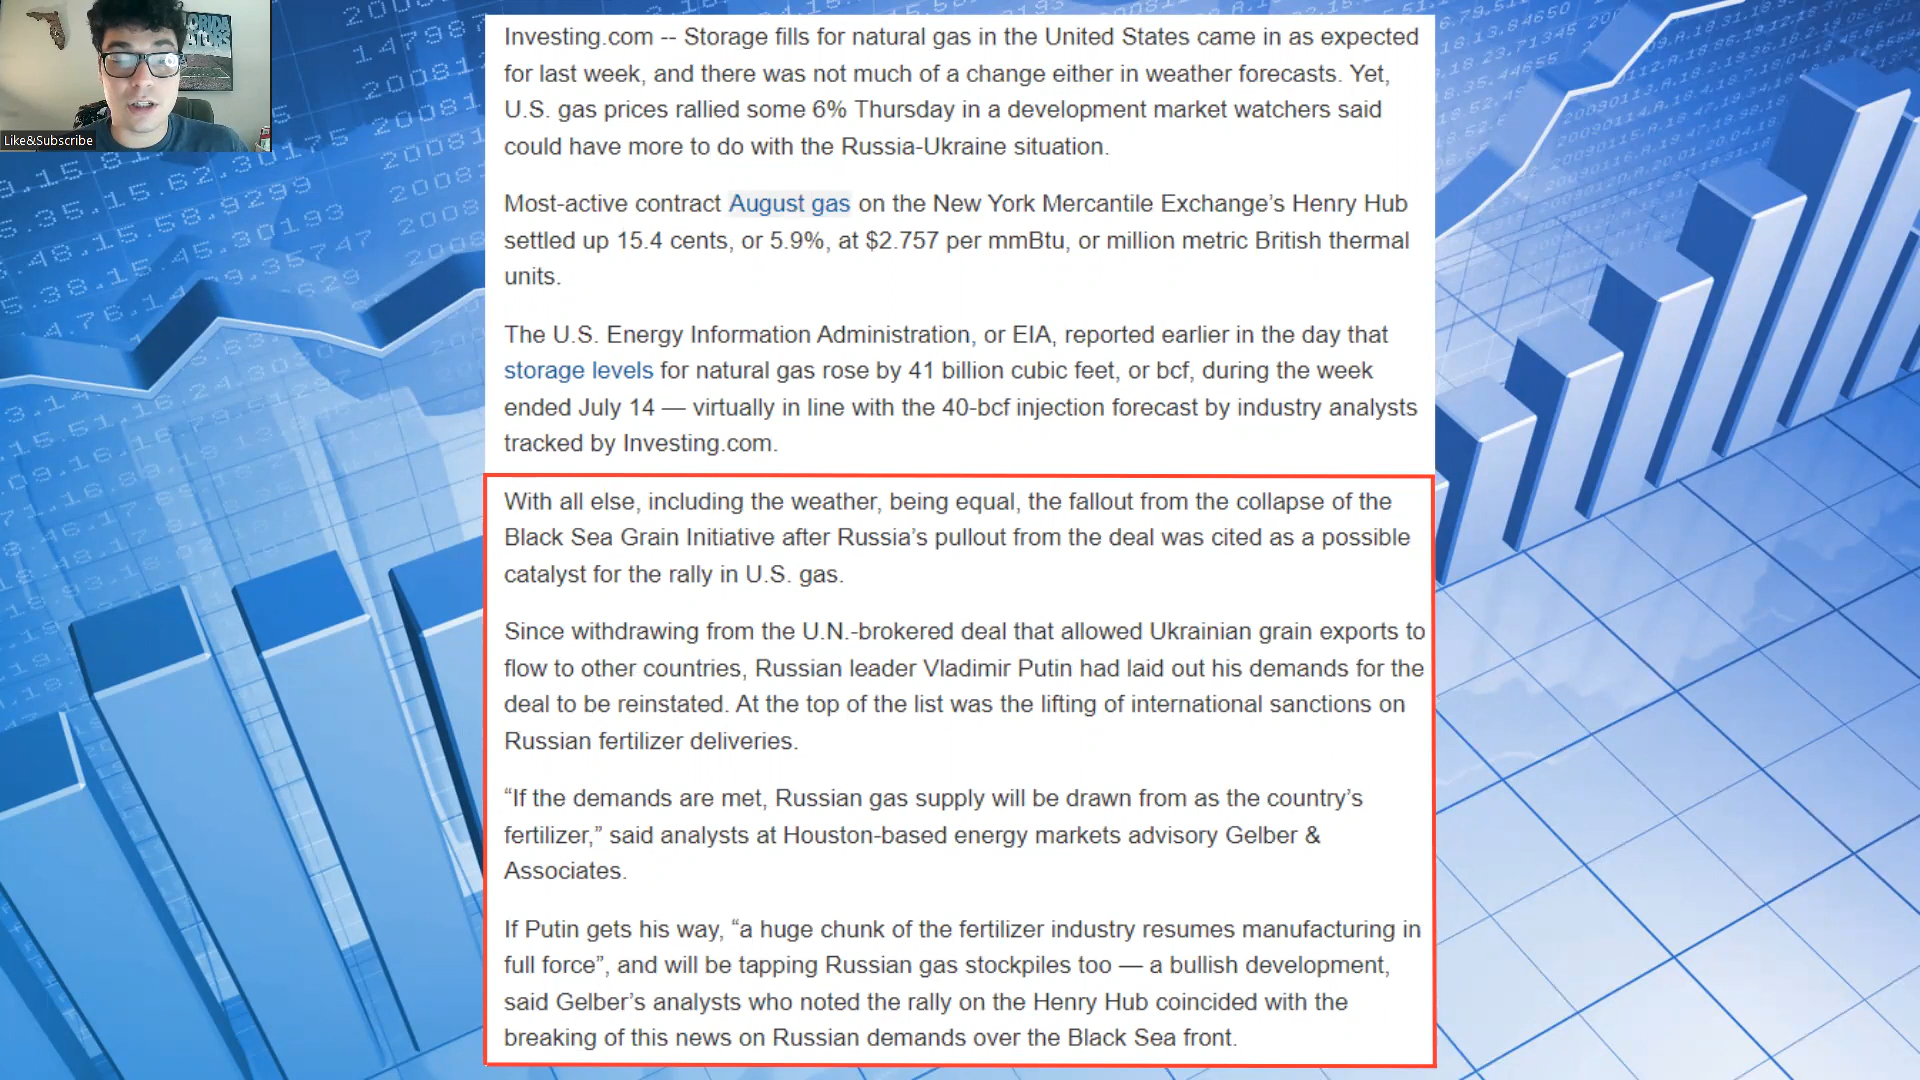 Like&Subscribe
Investing.com -- Storage fills for natural gas in the United States came in as expected
for last week, and there was not much of a change either in weather forecasts. Yet,
U.S. gas prices rallied some 6% Thursday in a development market watchers said
could have more to do with the Russia-Ukraine situation.
Most-active contract August gas on the New York Mercantile Exchange’s Henry Hub
settled up 15.4 cents, or 5.9%, at $2.757 per mmBtu, or million metric British thermal
units.
The U.S. Energy Information Administration, or EIA, reported earlier in the day that
storage levels for natural gas rose by 41 billion cubic feet, or bcf, during the week
ended July 14 — virtually in line with the 40-bcf injection forecast by industry analysts
tracked by Investing.com.
With all else, including the weather, being equal, the fallout from the collapse of the
Black Sea Grain Initiative after Russia’s pullout from the deal was cited as a possible
catalyst for the rally in U.S. gas.
Since withdrawing from the U.N.-brokered deal that allowed Ukrainian grain exports to
flow to other countries, Russian leader Vladimir Putin had laid out his demands for the
deal to be reinstated. At the top of the list was the lifting of international sanctions on
Russian fertilizer deliveries.
“If the demands are met, Russian gas supply will be drawn from as the country’s
fertilizer,” said analysts at Houston-based energy markets advisory Gelber &
Associates.
If Putin gets his way, “a huge chunk of the fertilizer industry resumes manufacturing in
full force”, and will be tapping Russian gas stockpiles too — a bullish development,
said Gelber’s analysts who noted the rally on the Henry Hub coincided with the
breaking of this news on Russian demands over the Black Sea front.